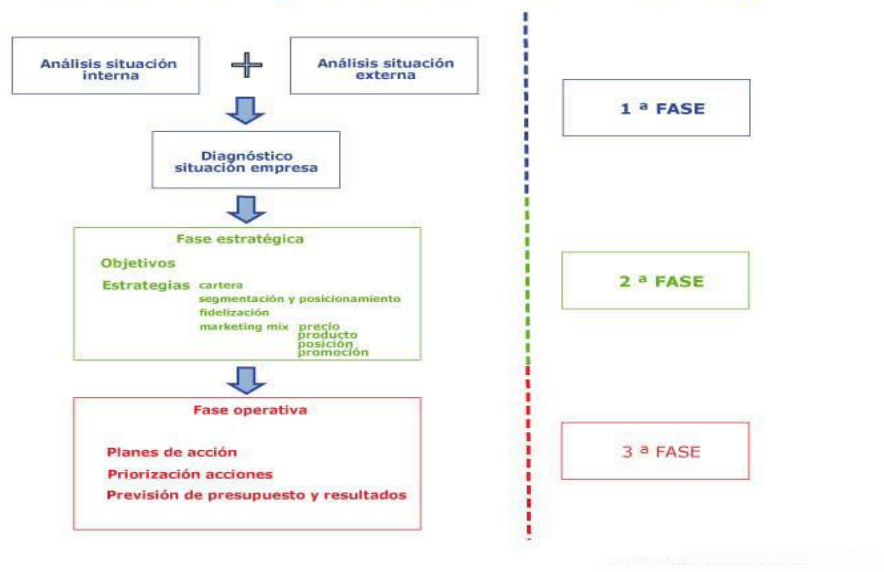 Análisis situación
interna
Análisis situación
externa
1 ª FASE
Diagnóstico
situación empresa
Fase estratégica
Objetivos
Estrategias cartera
segmentación y posicionamiento
fidelización
marketing mix precio
producto
posición
promoción
2 ª FASE
Fase operativa
Planes de acción
Priorización acciones
Previsión de presupuesto y resultados
3 ª FASE